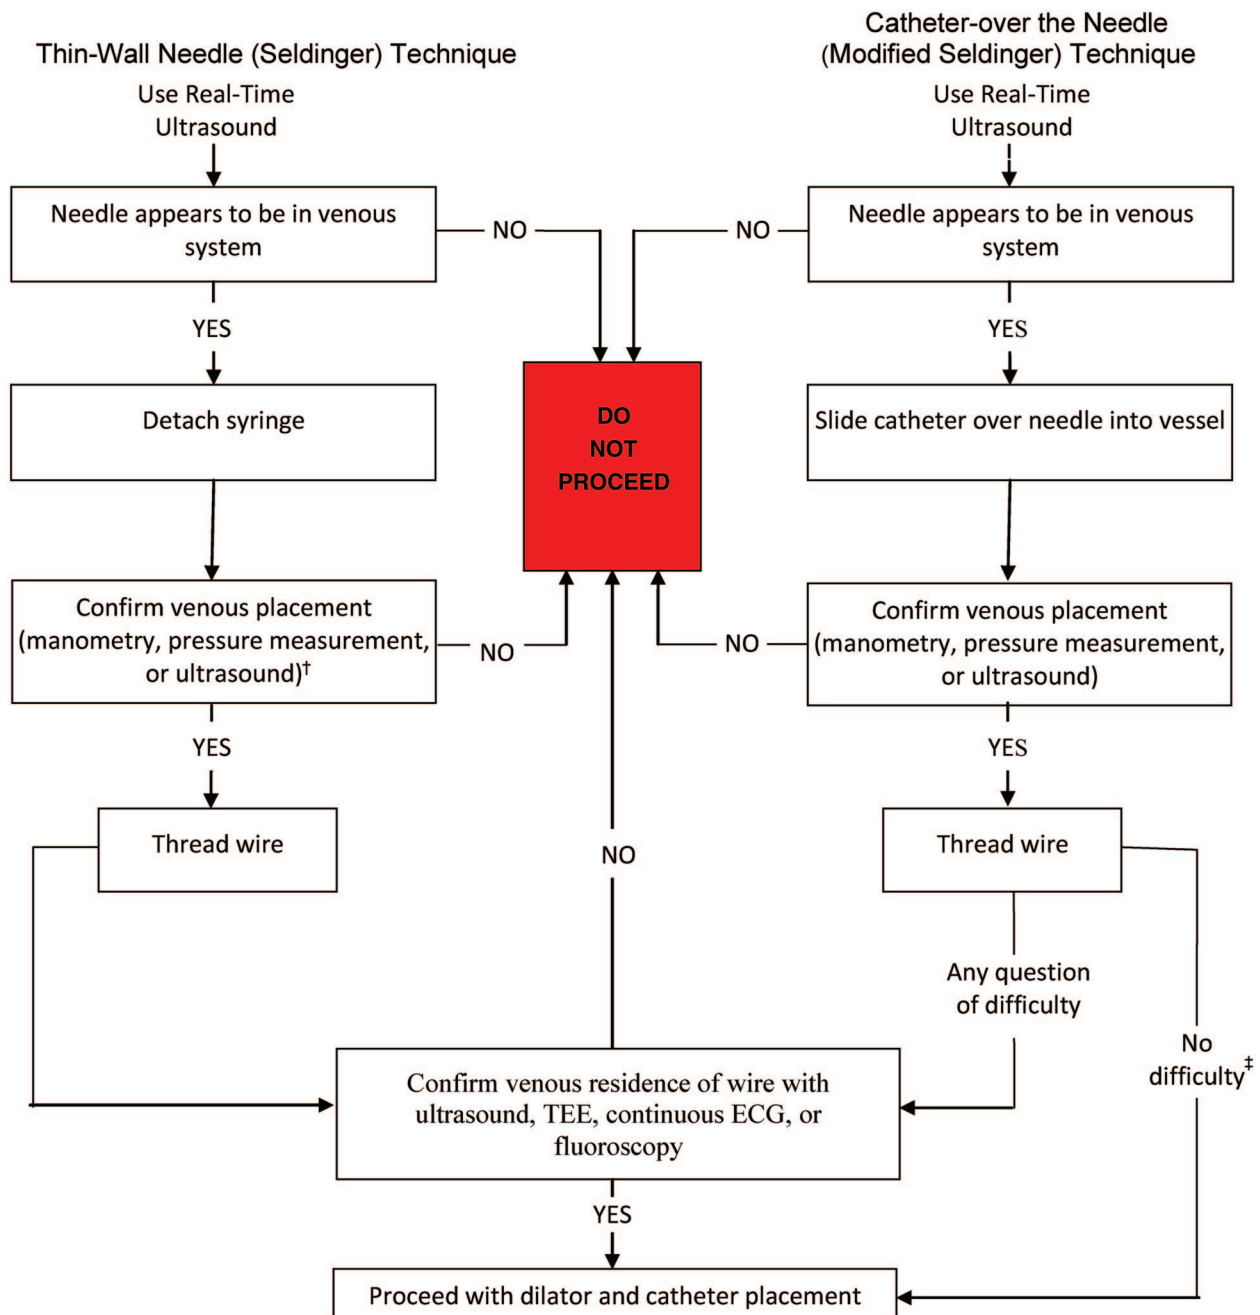 Thin-Wall Needle (Seldinger) Technique
Use Real-Time
Ultrasound
Needle appears to be in venous
system
NO
YES
Detach syringe
Confirm venous placement
(manometry, pressure measurement,
or ultrasound)†
NO
YES
Thread wire
Catheter-over the Needle
(Modified Seldinger) Technique
Use Real-Time
Ultrasound
Needle appears to be in venous
system
NO
YES
Slide catheter over needle into vessel
Confirm venous placement
(manometry, pressure measurement,
or ultrasound)
NO
YES
Thread wire
Any question
of difficulty
No
difficulty‡
DO
NOT
PROCEED
NO
Confirm venous residence of wire with
ultrasound, TEE, continuous ECG, or
fluoroscopy
YES
Proceed with dilator and catheter placement